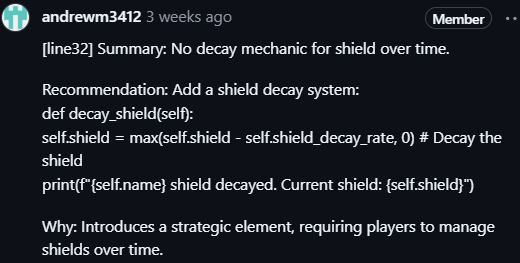 andrewm3412 3 weeks ago Member
[line32] Summary: No decay mechanic for shield over time.
Recommendation: Add a shield decay system:
def decay_shield(self):
self.shield = max(self.shield - self.shield_decay_rate, 0) # Decay the
shield
print(f"{self.name} shield decayed. Current shield: {self.shield}")
Why: Introduces a strategic element, requiring players to manage
shields over time.